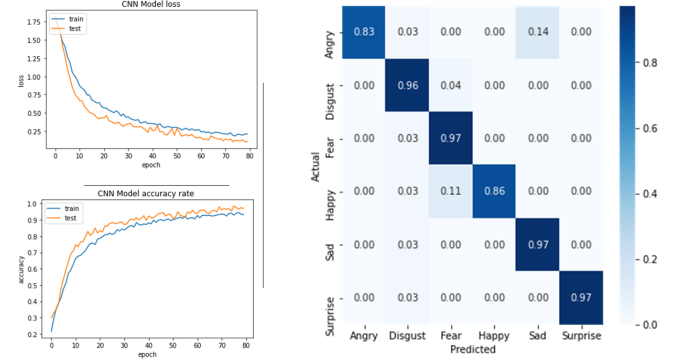 CNN Model loss
train
test
1.75
1.50
1.25
1.00
0.75
0.50
0.25
loss
0 10 20 30 40 50 60 70 80
epoch
CNN Model accuracy rate
train
test
1.0
0.9
0.8
0.7
0.6
0.5
0.4
0.3
0.2
accuracy
0 10 20 30 40 50 60 70 80
epoch
Actual
Angry 0.83 0.03 0.00 0.00 0.14 0.00
Disgust 0.00 0.96 0.04 0.00 0.00 0.00
Fear 0.00 0.03 0.97 0.00 0.00 0.00
Happy 0.00 0.03 0.11 0.86 0.00 0.00
Sad 0.00 0.03 0.00 0.00 0.97 0.00
Surprise 0.00 0.03 0.00 0.00 0.00 0.97
Angry Disgust Fear Happy Sad Surprise
Predicted
0.8
0.6
0.4
0.2
0.0